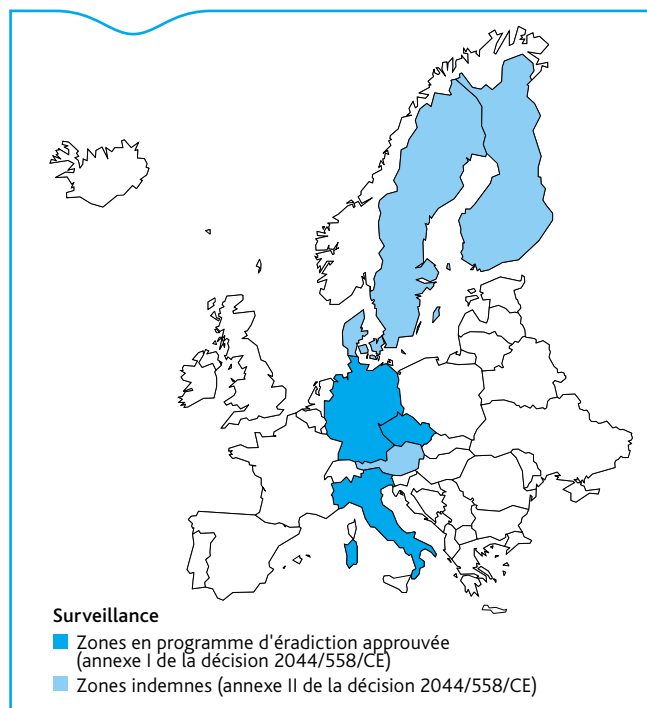 Surveillance
Zones en programme d'éradiction approuvée
(annexe I de la décision 2044/558/CE)
Zones indemnes (annexe II de la décision 2044/558/CE)